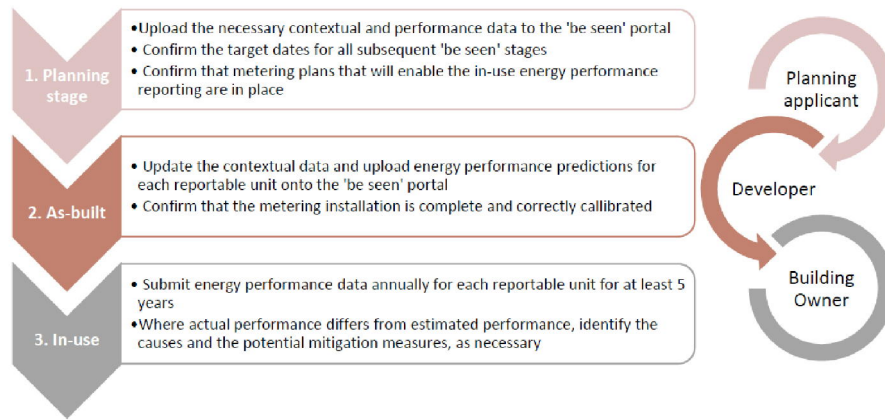 1. Planning
stage
•Upload the necessary contextual and performance data to the 'be seen' portal
• Confirm the target dates for all subsequent 'be seen' stages
• Confirm that metering plans that will enable the in-use energy performance
reporting are in place
Planning
applicant
2. As-built
• Update the contextual data and upload energy performance predictions for
each reportable unit onto the 'be seen' portal
• Confirm that the metering installation is complete and correctly callibrated
Developer
3. In-use
• Submit energy performance data annually for each reportable unit for at least 5
years
•Where actual performance differs from estimated performance, identify the
causes and the potential mitigation measures, as necessary
Building
Owner